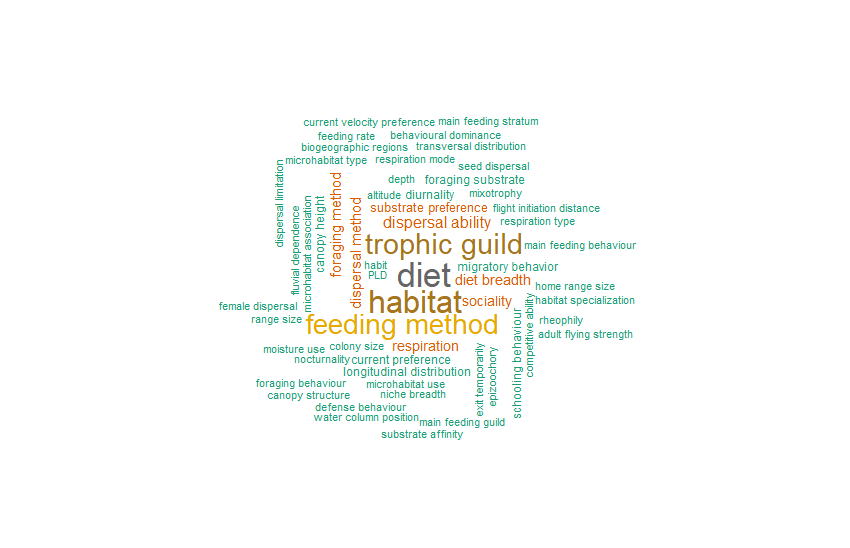 current velocity preference
main feeding stratum
feeding rate
behavioural dominance
biogeographic regions
transversal distribution
microhabitat type
respiration mode
seed dispersal
depth
foraging substrate
altitude
diurnality
mixotrophy
substrate preference
flight initiation distance
dispersal ability
respiration type
trophic guild
main feeding behaviour
dispersal limitation
fluvial dependence
microhabitat association
canopy height
foraging method
dispersal method
habit
PLD
diet
migratory behavior
diet breadth
home range size
habitat
sociality
habitat specialization
female dispersal
range size
feeding method
rheophily
adult flying strength
competitive ability
schooling behaviour
moisture use
colony size
respiration
nocturnality
current preference
longitudinal distribution
exit temporarily
epizoochory
foraging behaviour
microhabitat use
canopy structure
niche breadth
defense behaviour
water column position
main feeding guild
substrate affinity